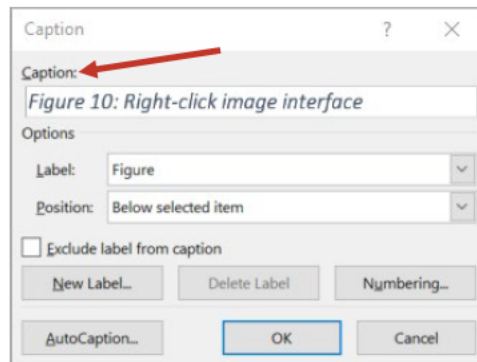 Caption ? ×
Caption:
Figure 10: Right-click image interface
Options
Label: Figure
Position: Below selected item
Exclude label from caption
New Label... Delete Label Numbering...
AutoCaption... OK Cancel